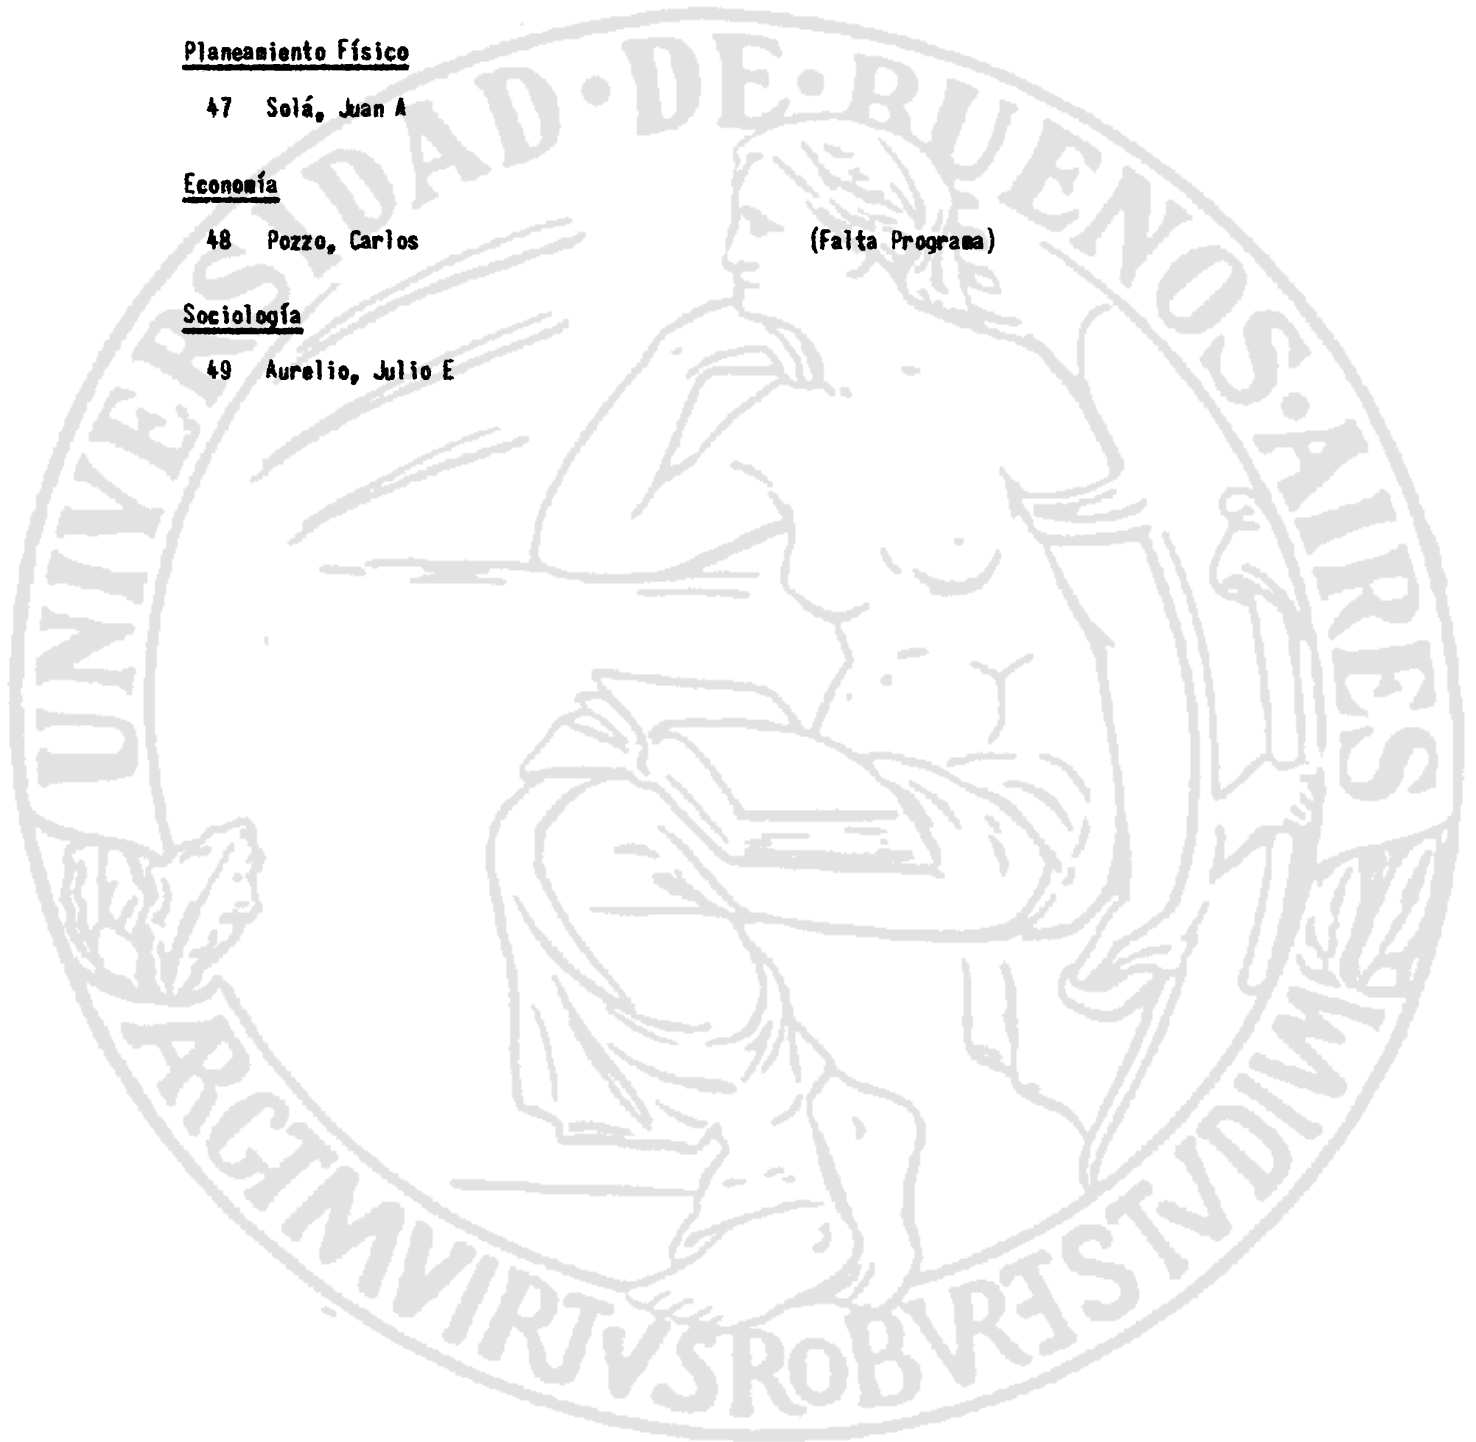 Planeamiento Físico
47 Solá, Juan A
Economía
48 Pozzo, Carlos (Falta Programa)
Sociología
49 Aurelio, Julio E
UNIVERSIDAD·DE·BUENOS·AIRES
ARGTMVIRTVSROBVRETSTVDIVM